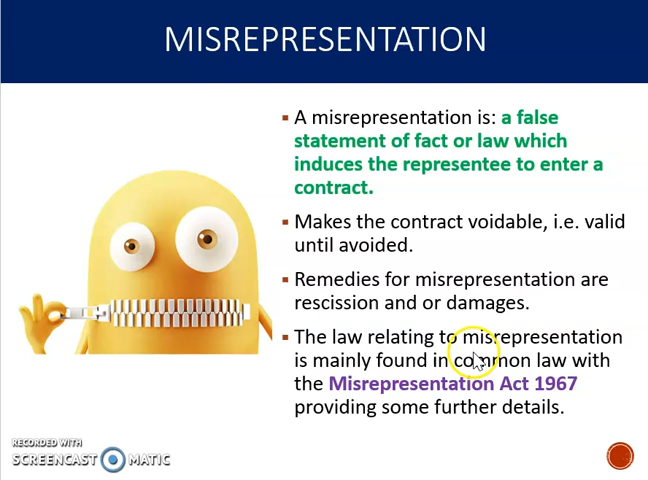 MISREPRESENTATION
▪ A misrepresentation is: a false
statement of fact or law which
induces the representee to enter a
contract.
▪ Makes the contract voidable, i.e. valid
until avoided.
▪ Remedies for misrepresentation are
rescission and or damages.
▪ The law relating to misrepresentation
is mainly found in common law with
the Misrepresentation Act 1967
providing some further details.
RECORDED WITH
SCREENCAST MATIC